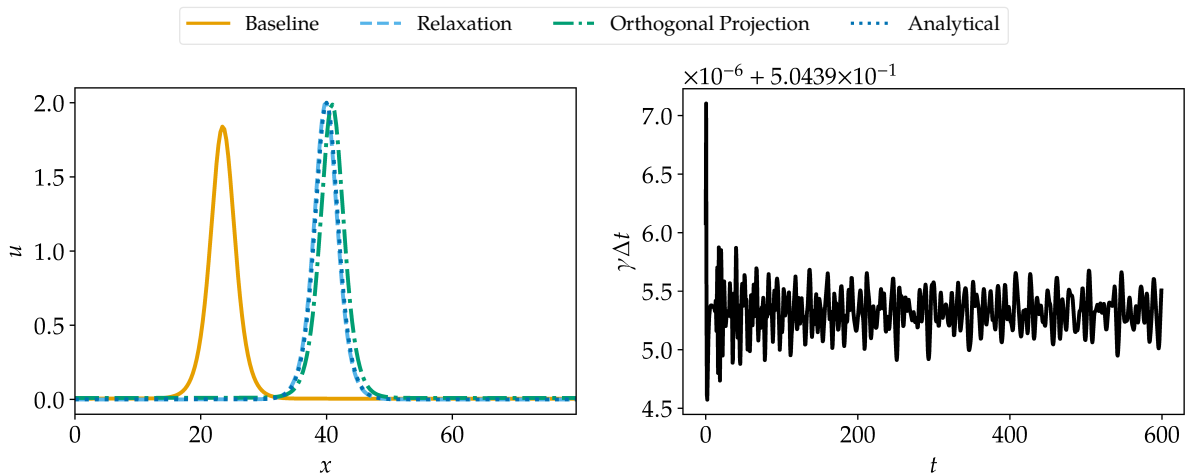 Baseline Relaxation Orthogonal Projection Analytical
2.0
1.5
1.0
0.5
0.0
u
0 20 40 60
x
×10⁻⁶ + 5.0439×10⁻¹
7.0
6.5
6.0
5.5
5.0
4.5
γΔt
0 200 400 600
t